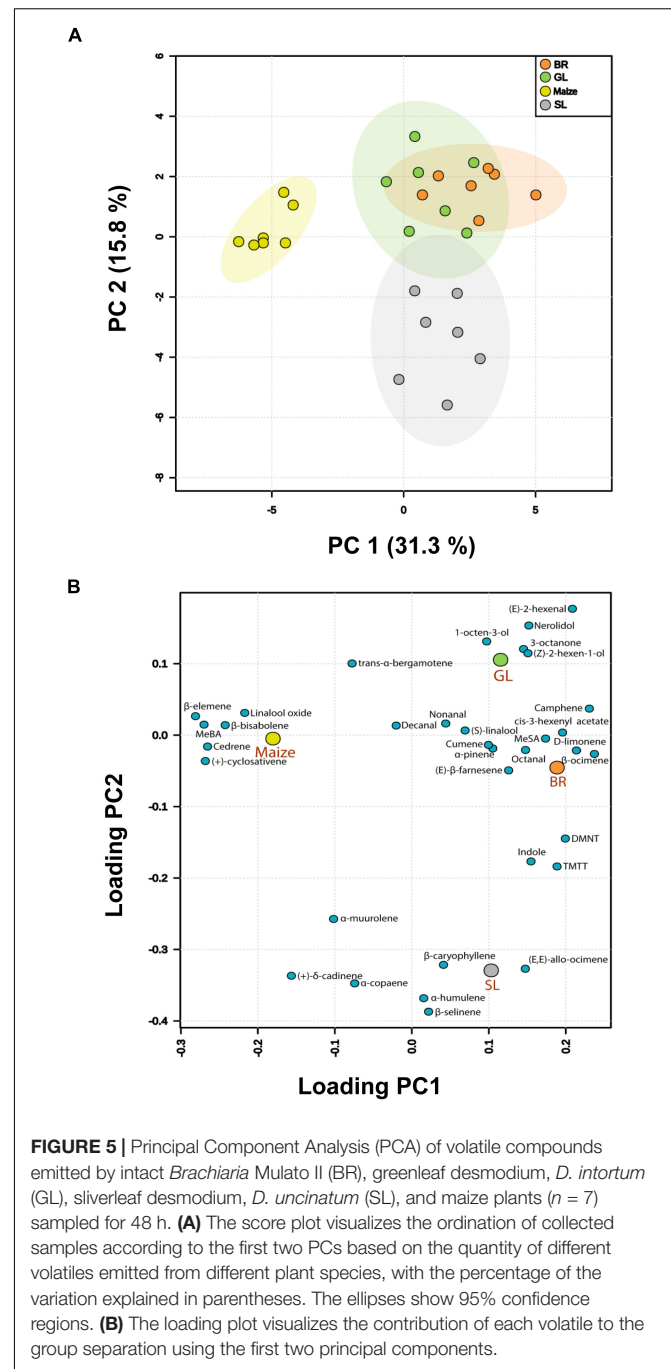 A
BR
GL
Maize
SL
6
4
2
0
-2
-4
-6
-8
PC 2 (15.8 %)
-5
0
5
PC 1 (31.3 %)
B
(E)-2-hexenal
Nerolidol
1-octen-3-ol
3-octanone
(Z)-2-hexen-1-ol
GL
trans-α-bergamotene
β-elemene
Linalool oxide
MeBA
β-bisabolene
Cedrene
Maize
(+)-cyclosativene
Decanal
Nonanal
(S)-linalool
Cumene
α-pinene
(E)-β-farnesene
Camphene
cis-3-hexenyl acetate
MeSA
D-limonene
Octanal
β-ocimene
BR
DMNT
Indole
TMTT
α-muurolene
β-caryophyllene
(E,E)-allo-ocimene
SL
(+)-δ-cadinene
α-copaene
α-humulene
β-selinene
0.1
0.0
-0.1
-0.2
-0.3
-0.4
Loading PC2
-0.3
-0.2
-0.1
0.0
0.1
0.2
Loading PC1
FIGURE 5 | Principal Component Analysis (PCA) of volatile compounds
emitted by intact Brachiaria Mulato II (BR), greenleaf desmodium, D. intortum
(GL), sliverleaf desmodium, D. uncinatum (SL), and maize plants (n = 7)
sampled for 48 h. (A) The score plot visualizes the ordination of collected
samples according to the first two PCs based on the quantity of different
volatiles emitted from different plant species, with the percentage of the
variation explained in parentheses. The ellipses show 95% confidence
regions. (B) The loading plot visualizes the contribution of each volatile to the
group separation using the first two principal components.